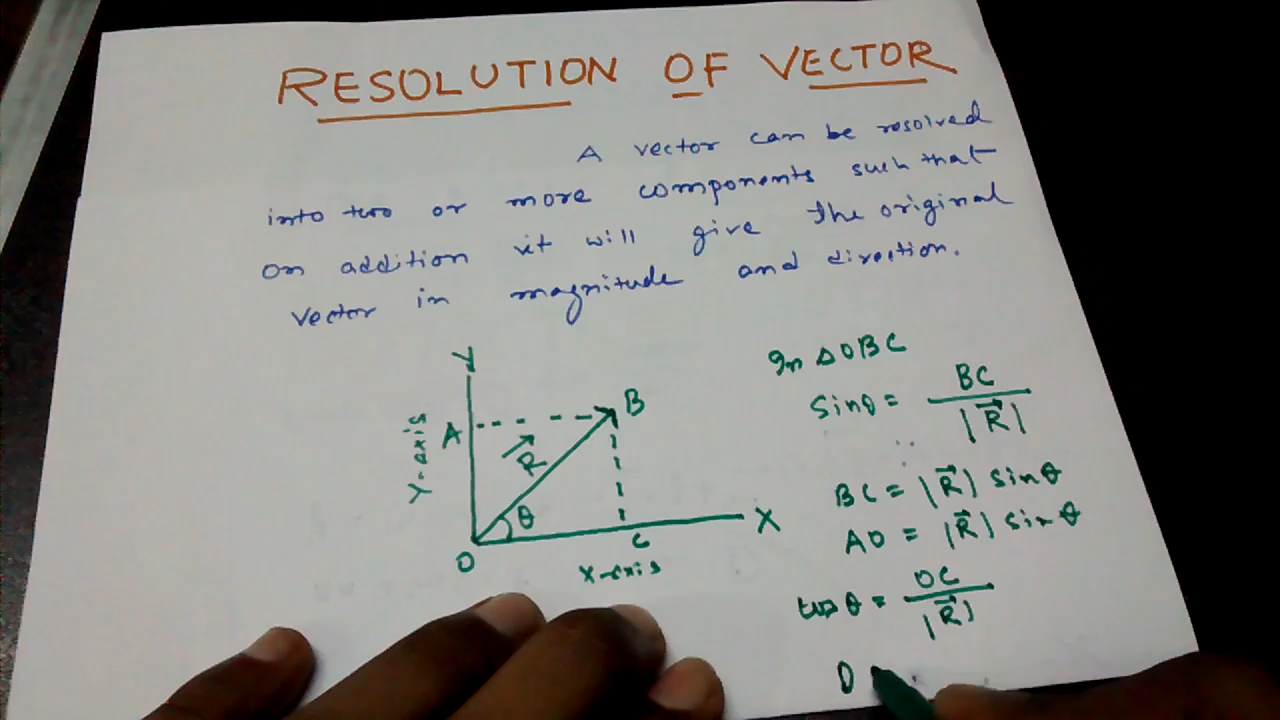 RESOLUTION OF VECTOR
A vector can be resolved
into two or more components such that
on addition it will give the original
vector in magnitude and direction.
Y
Y-axis
A
B
R⃗
θ
O
C
X
X-axis
In ΔOBC
Sinθ = BC / |R⃗|
BC = |R⃗| sinθ
AO = |R⃗| sinθ
θ = OC / |R⃗|